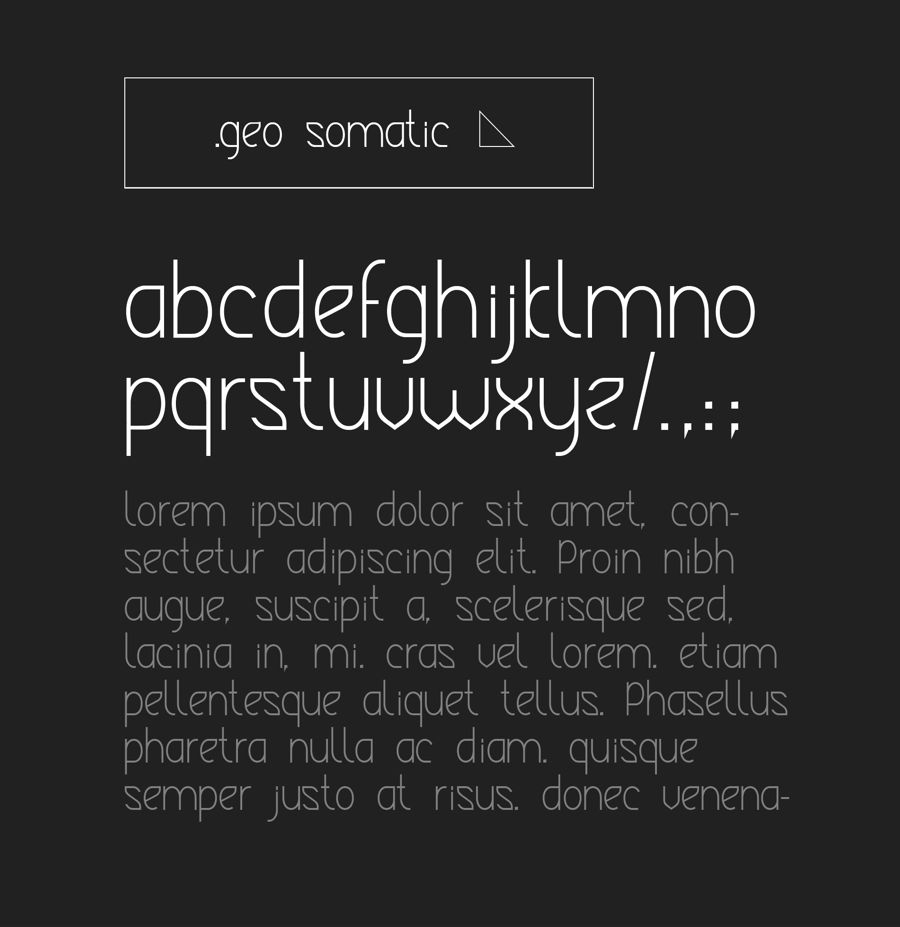 .geo somatic
abcdefghijklmno
pqrstuvwxyz/.,:;
lorem ipsum dolor sit amet, con-
sectetur adipiscing elit. Proin nibh
augue, suscipit a, scelerisque sed,
lacinia in, mi. cras vel lorem. etiam
pellentesque aliquet tellus. Phasellus
pharetra nulla ac diam. quisque
semper justo at risus. donec venena-